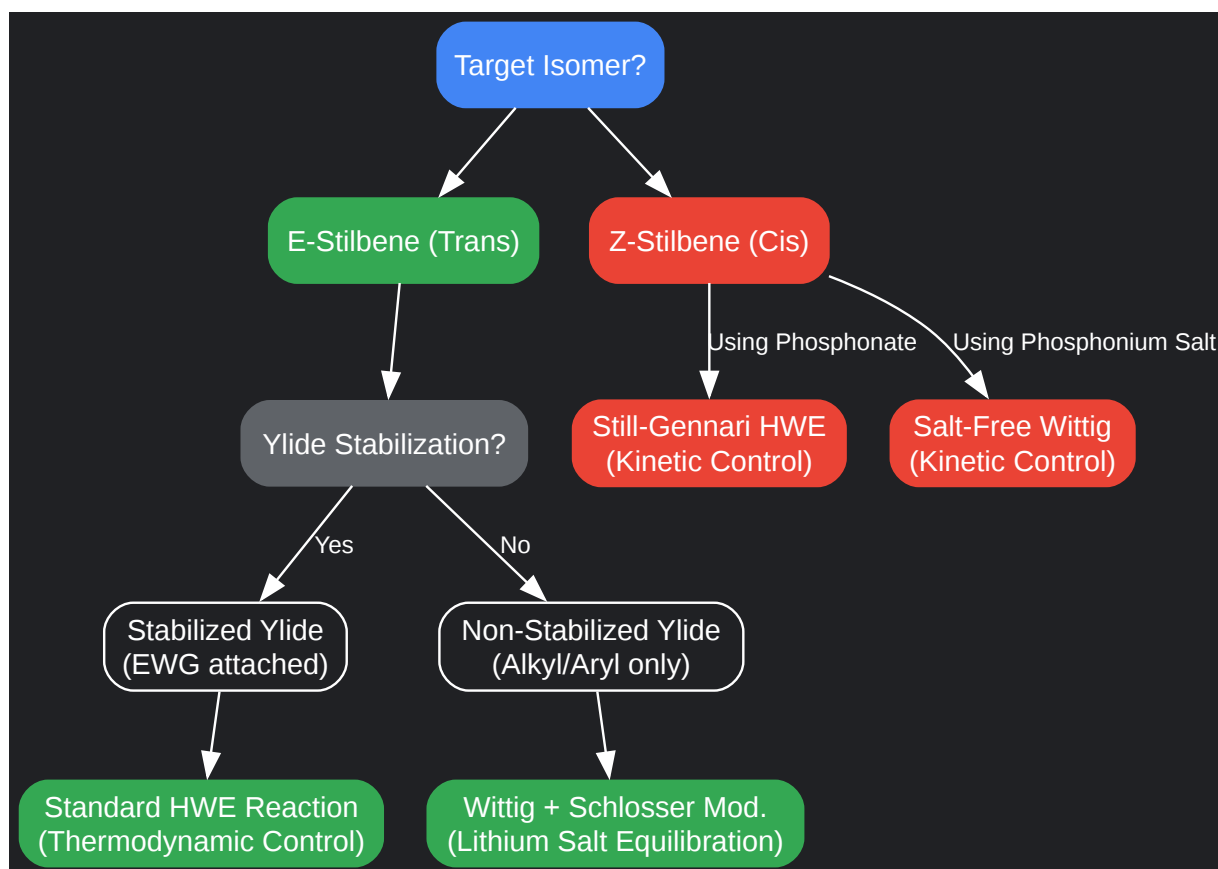 Target Isomer?
E-Stilbene (Trans)
Z-Stilbene (Cis)
Using Phosphonate
Using Phosphonium Salt
Ylide Stabilization?
Still-Gennari HWE
(Kinetic Control)
Salt-Free Wittig
(Kinetic Control)
Yes
No
Stabilized Ylide
(EWG attached)
Non-Stabilized Ylide
(Alkyl/Aryl only)
Standard HWE Reaction
(Thermodynamic Control)
Wittig + Schlosser Mod.
(Lithium Salt Equilibration)